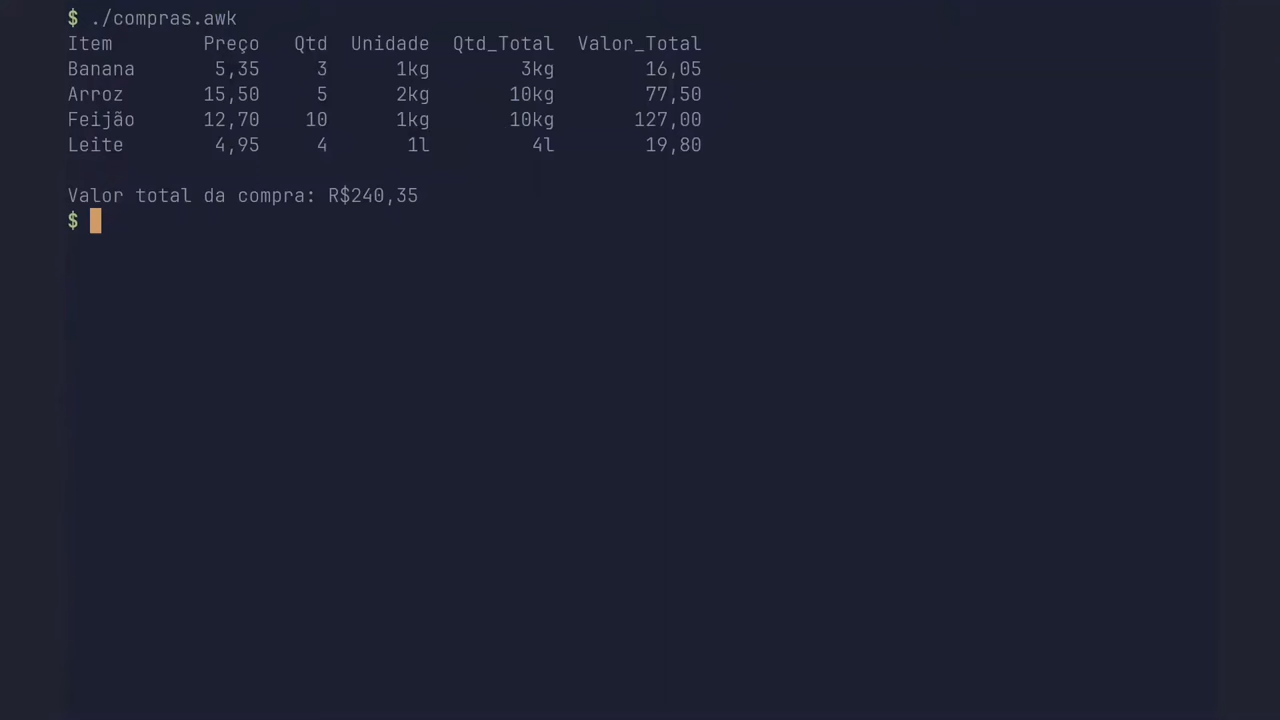 $ ./compras.awk
Item        Preço   Qtd  Unidade  Qtd_Total  Valor_Total
Banana       5,35     3      1kg        3kg        16,05
Arroz       15,50     5      2kg       10kg        77,50
Feijão      12,70    10      1kg       10kg       127,00
Leite        4,95     4       1l         4l        19,80
Valor total da compra: R$240,35
$